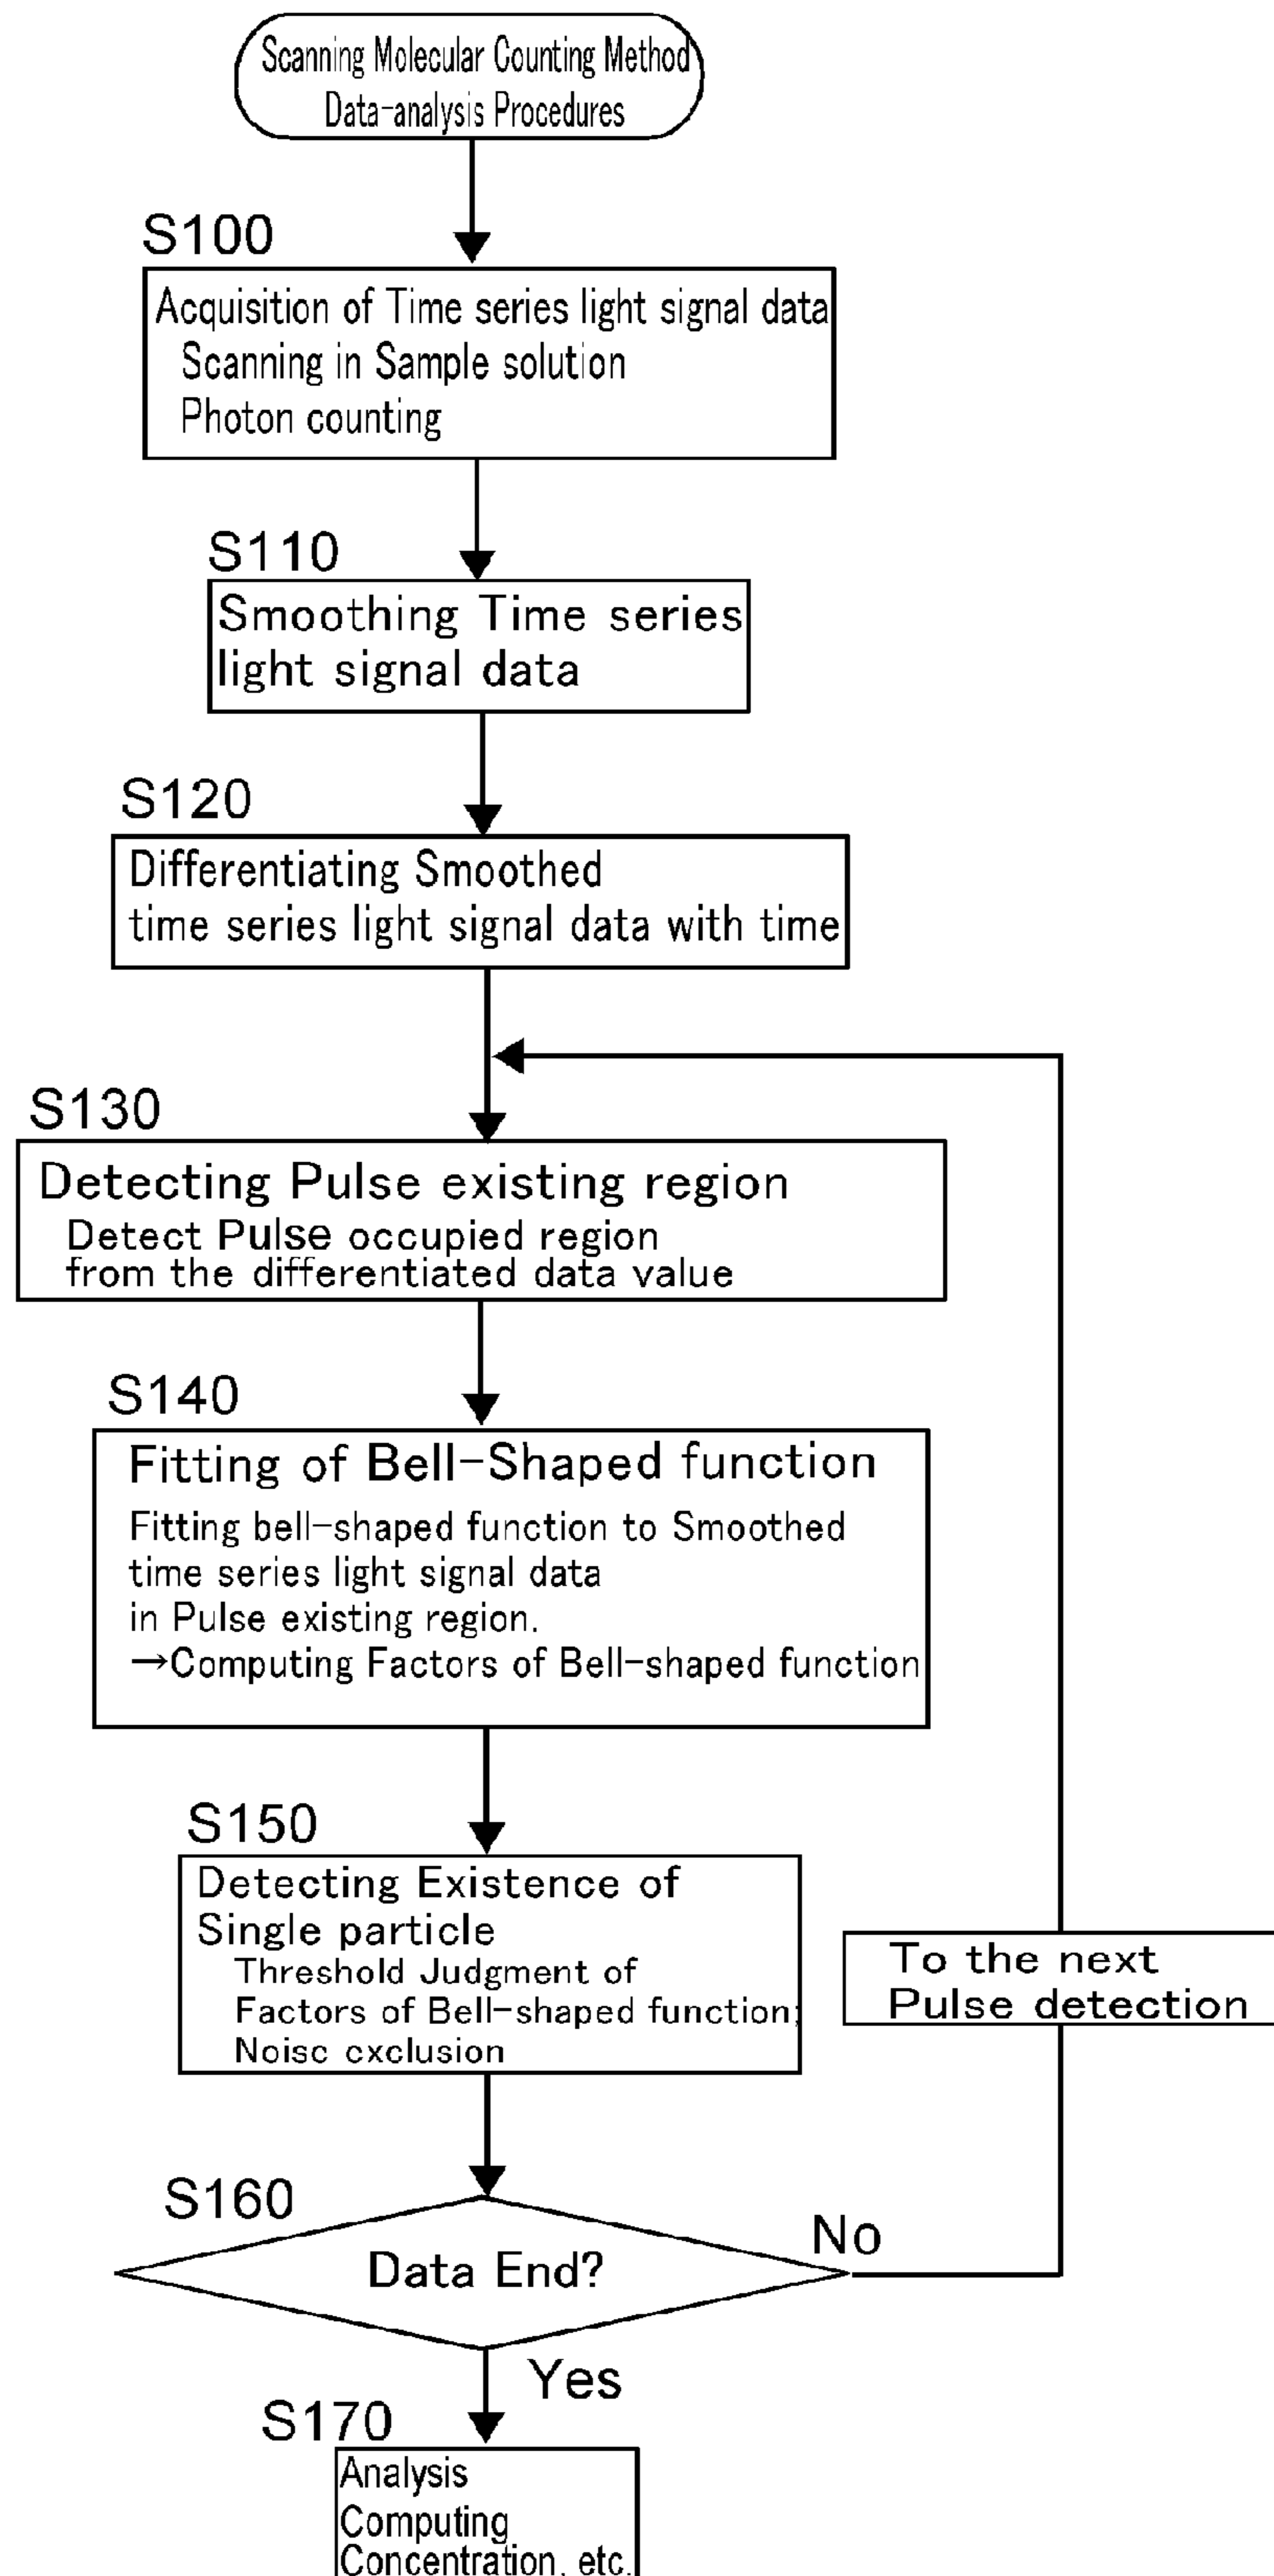 Scanning Molecular Counting Method
Data-analysis Procedures
S100
Acquisition of Time series light signal data
Scanning in Sample solution
Photon counting
S110
Smoothing Time series
light signal data
S120
Differentiating Smoothed
time series light signal data with time
S130
Detecting Pulse existing region
Detect Pulse occupied region
from the differentiated data value
S140
Fitting of Bell-Shaped function
Fitting bell-shaped function to Smoothed
time series light signal data
in Pulse existing region.
→Computing Factors of Bell-shaped function
S150
Detecting Existence of
Single particle
Threshold Judgment of
Factors of Bell-shaped function;
Noise exclusion
To the next
Pulse detection
S160
Data End?
No
Yes
S170
Analysis
Computing
Concentration, etc.